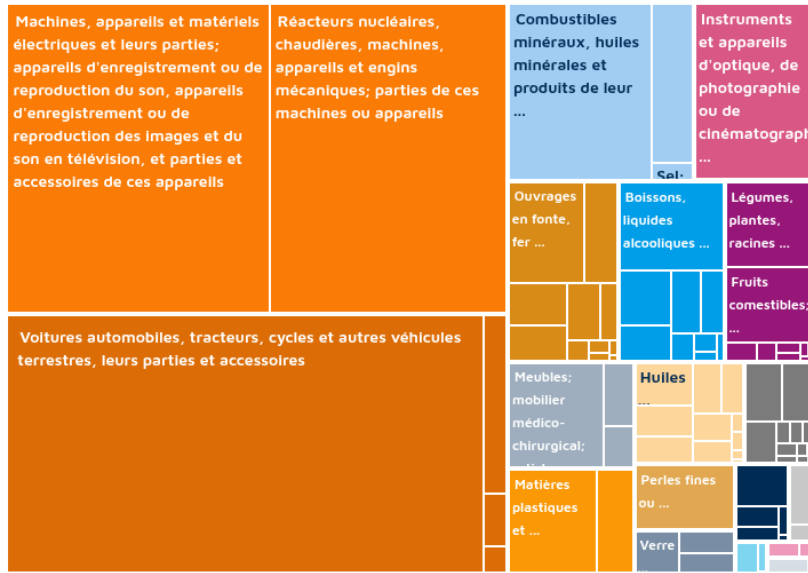 Machines, appareils et matériels
électriques et leurs parties;
appareils d'enregistrement ou de
reproduction du son, appareils
d'enregistrement ou de
reproduction des images et du
son en télévision, et parties et
accessoires de ces appareils
Réacteurs nucléaires,
chaudières, machines,
appareils et engins
mécaniques; parties de ces
machines ou appareils
Voitures automobiles, tracteurs, cycles et autres véhicules
terrestres, leurs parties et accessoires
Combustibles
minéraux, huiles
minérales et
produits de leur
...
Sel;
Instruments
et appareils
d'optique, de
photographie
ou de
cinématograph
...
Ouvrages
en fonte,
fer ...
Boissons,
liquides
alcooliques ...
Légumes,
plantes,
racines ...
Fruits
comestibles;
...
Meubles;
mobilier
médico-
chirurgical;
Huiles
...
Matières
plastiques
et ...
Perles fines
ou ...
Verre
...